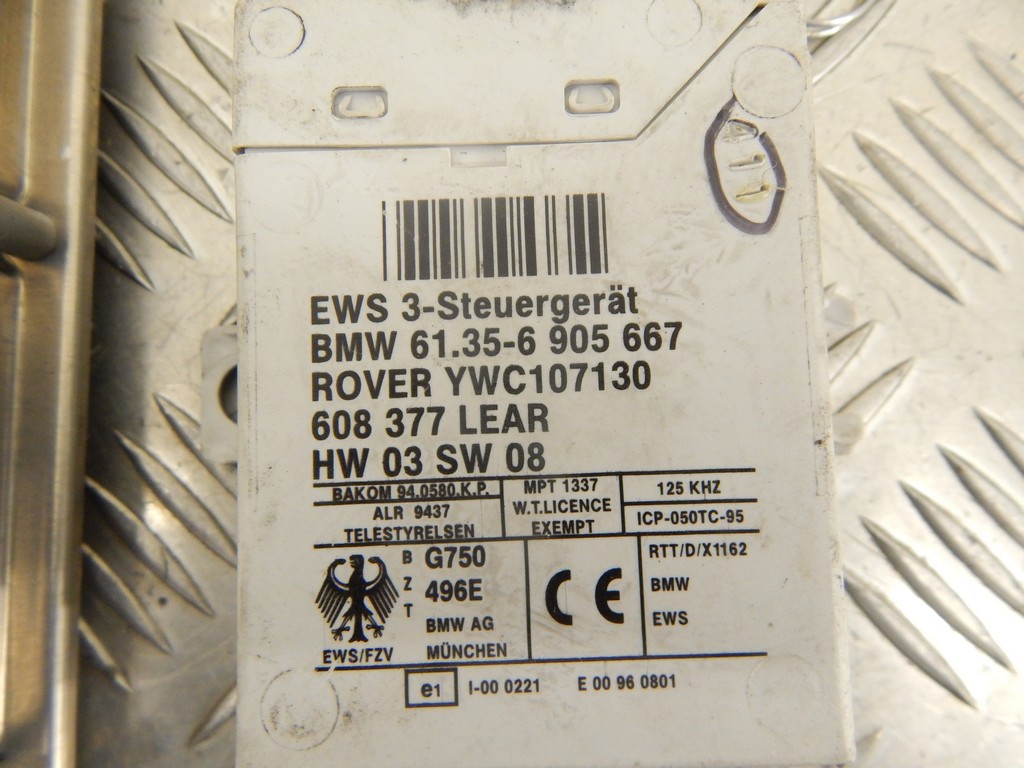 EWS 3-Steuergerät
BMW 61.35-6 905 667
ROVER YWC107130
608 377 LEAR
HW 03 SW 08
BAKOM 94.0580.K.P.
ALR 9437
TELESTYRELSEN
MPT 1337
W.T.LICENCE
EXEMPT
125 KHZ
ICP-050TC-95
BZT
G750
496E
BMW AG
MÜNCHEN
EWS/FZV
CE
RTT/D/X1162
BMW
EWS
e1 I-00 0221 E 00 96 0801